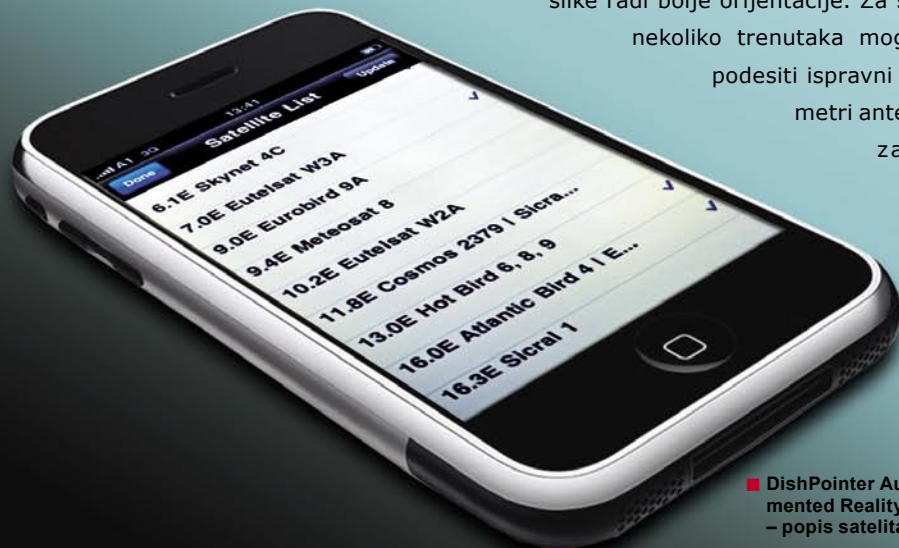 slike radi bolje orijentacije. Za
nekoliko trenutaka mog
podesiti ispravni
metri ante
za
A1 3G
13:41
Done
Satellite List
Update
6.1E Skynet 4C
7.0E Eutelsat W3A
9.0E Eurobird 9A
9.4E Meteosat 8
10.2E Eutelsat W2A
11.8E Cosmos 2379 | Sicra...
13.0E Hot Bird 6, 8, 9
16.0E Atlantic Bird 4 | E...
16.3E Sicral 1
DishPointer Au
mented Reality
– popis satelita